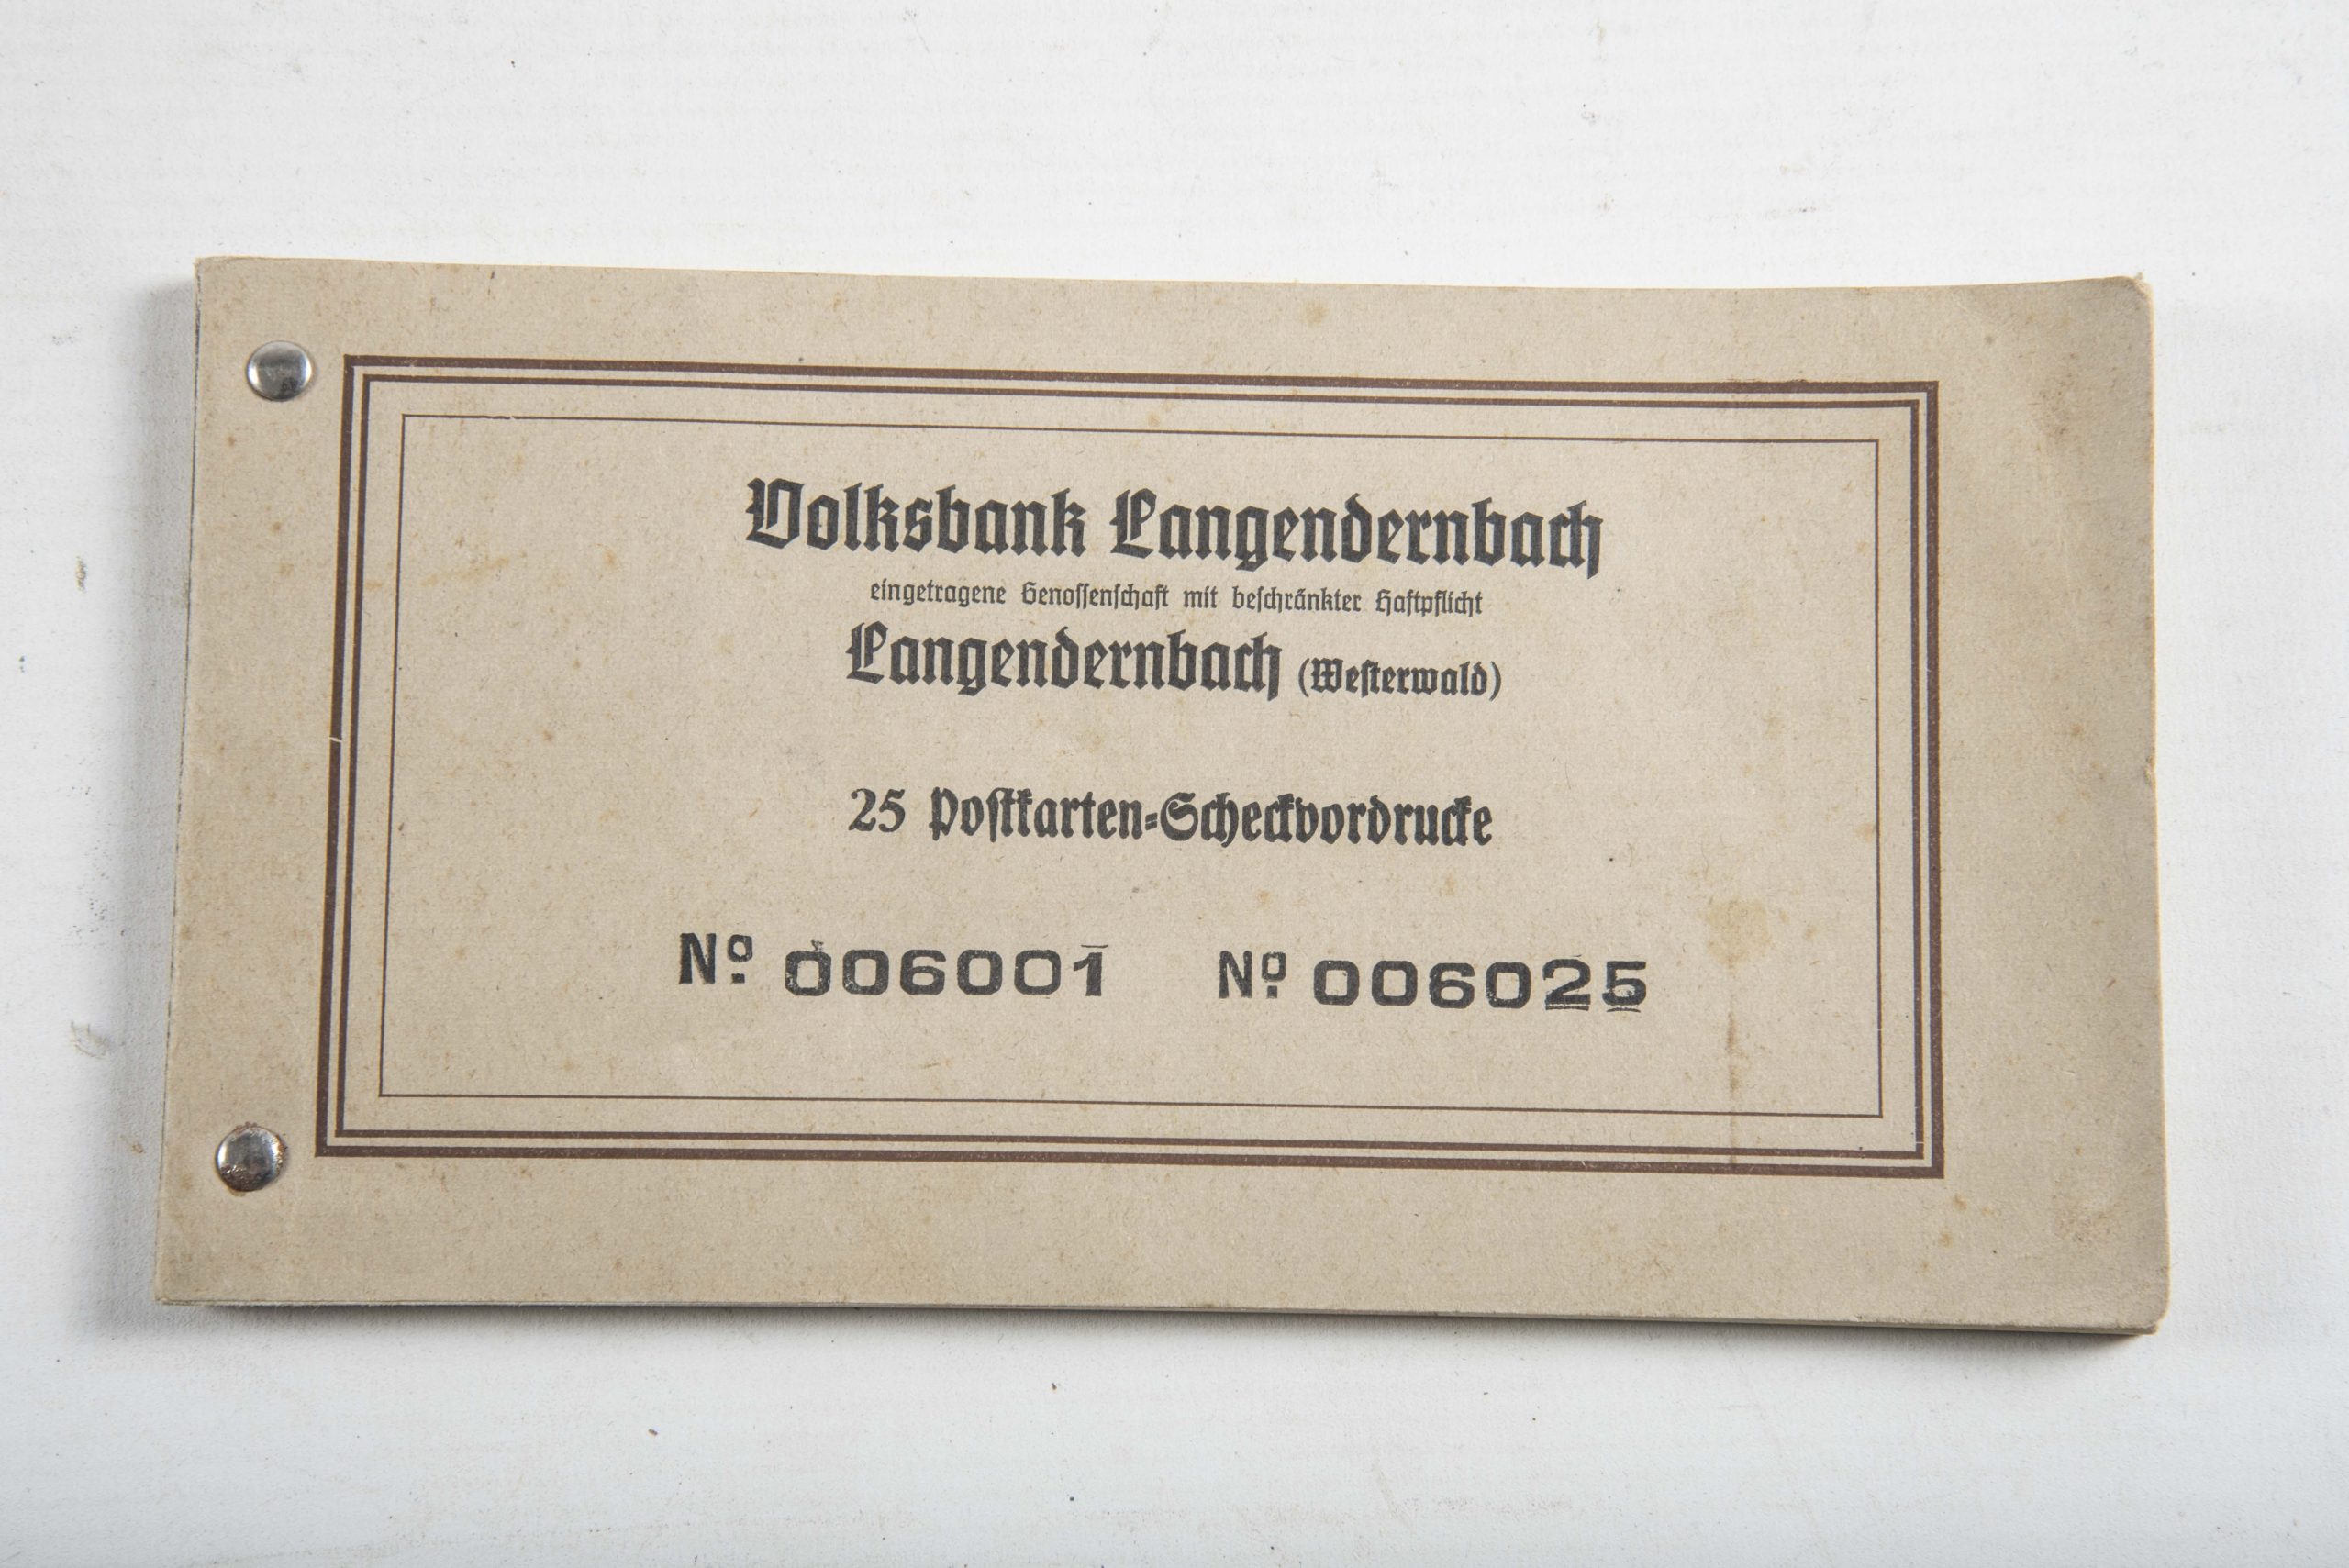 Volksbank Langendernbach
eingetragene Genoſſenſchaft mit beſchränkter Haftpflicht
Langendernbach (Weſterwald)
25 Poſtkarten-Scheckvordrucke
Nº 006001 Nº 006025